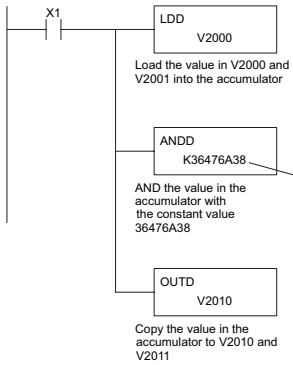 X1
LDD
V2000
Load the value in V2000 and
V2001 into the accumulator
ANDD
K36476A38
AND the value in the
accumulator with
the constant value
36476A38
OUTD
V2010
Copy the value in the
accumulator to V2010 and
V2011